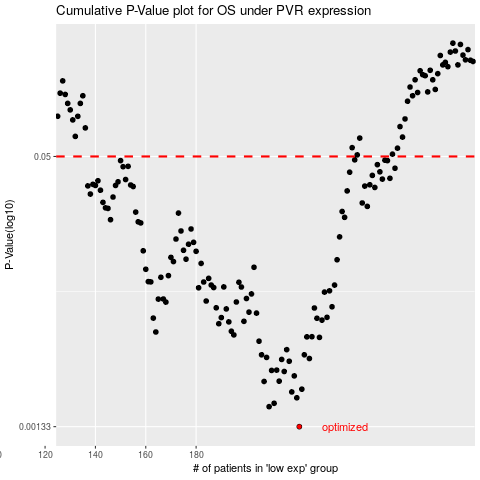 Cumulative P-Value plot for OS under PVR expression
P-Value(log10)
0.05
0.00133
optimized
0 120 140 160 180
# of patients in 'low exp' group